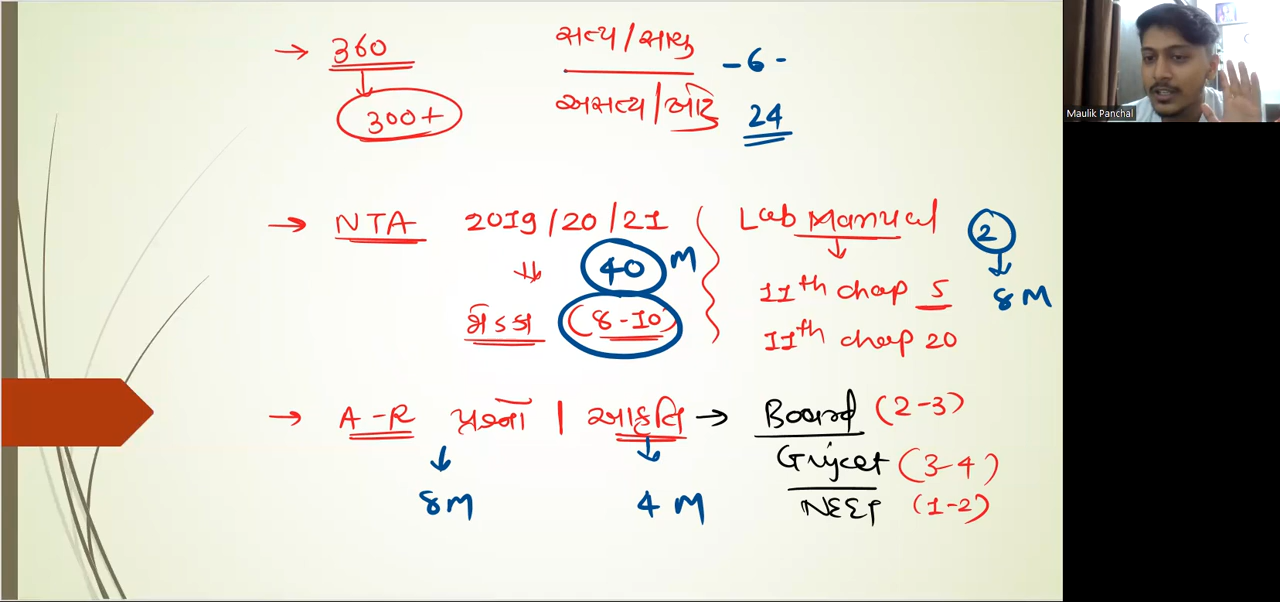 → 360 સત્ય/સાચુ -6-
300+ અસત્ય/ખોટુ 24
→ NTA 2019/20/21 Lab Manual 2
40 M 11th chap 5 8M
મેડકા (8-10) 11th chap 20
→ A-R પ્રશ્નો | આકૃતિ → Board (2-3)
Gujcet (3-4)
8M 4 M NEET (1-2)
Maulik Panchal